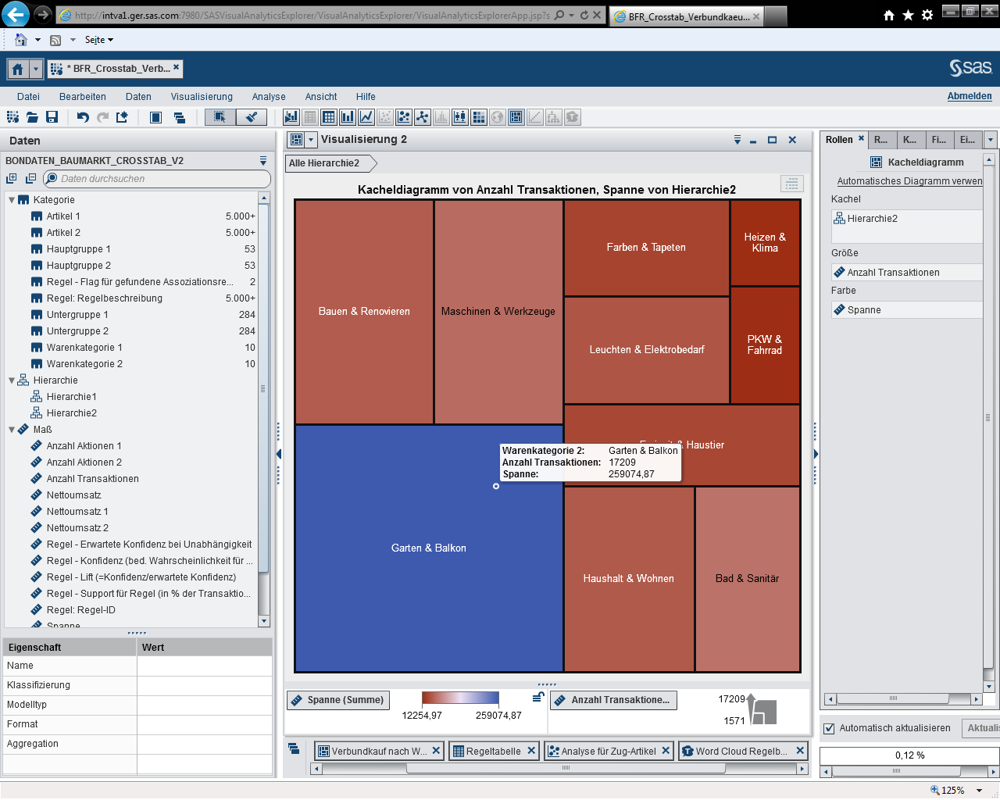 http://intva1.ger.sas.com:7980/SASVisualAnalyticsExplorer/VisualAnalyticsExplorer/VisualAnalyticsExplorerApp.jsp?s
BFR_Crosstab_Verbundkaeu...
Seite
* BFR_Crosstab_Verb...
sas
Datei Bearbeiten Daten Visualisierung Analyse Ansicht Hilfe
Abmelden
Daten
BONDATEN_BAUMARKT_CROSSTAB_V2
Daten durchsuchen
Kategorie
Artikel 1 5.000+
Artikel 2 5.000+
Hauptgruppe 1 53
Hauptgruppe 2 53
Regel - Flag für gefundene Assoziationsre... 2
Regel: Regelbeschreibung 5.000+
Untergruppe 1 284
Untergruppe 2 284
Warenkategorie 1 10
Warenkategorie 2 10
Hierarchie
Hierarchie1
Hierarchie2
Maß
Anzahl Aktionen 1
Anzahl Aktionen 2
Anzahl Transaktionen
Nettoumsatz
Nettoumsatz 1
Nettoumsatz 2
Regel - Erwartete Konfidenz bei Unabhängigkeit
Regel - Konfidenz (bed. Wahrscheinlichkeit für ...
Regel - Lift (=Konfidenz/erwartete Konfidenz)
Regel - Support für Regel (in % der Transaktio...
Regel: Regel-ID
Spanne
Eigenschaft Wert
Name
Klassifizierung
Modelltyp
Format
Aggregation
Visualisierung 2
Alle Hierarchie2
Kacheldiagramm von Anzahl Transaktionen, Spanne von Hierarchie2
Bauen & Renovieren
Maschinen & Werkzeuge
Farben & Tapeten
Heizen &
Klima
Leuchten & Elektrobedarf
PKW &
Fahrrad
& Haustier
Warenkategorie 2: Garten & Balkon
Anzahl Transaktionen: 17209
Spanne: 259074,87
Garten & Balkon
Haushalt & Wohnen
Bad & Sanitär
Spanne (Summe)
12254,97 259074,87
Anzahl Transaktione...
17209
1571
Verbundkauf nach W...
Regeltabelle
Analyse für Zug-Artikel
Word Cloud Regelb...
Rollen R... K... Fi... Ei...
Kacheldiagramm
Automatisches Diagramm verwen
Kachel
Hierarchie2
Größe
Anzahl Transaktionen
Farbe
Spanne
Automatisch aktualisieren
Aktuali
0,12 %
125%